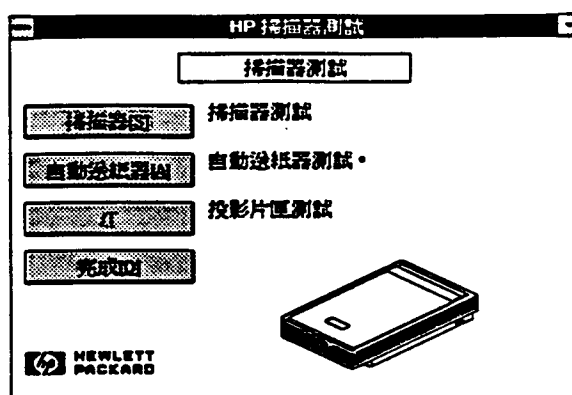 HP 掃描器測試
掃描器測試
掃描器[S]
掃描器測試
自動送紙器[A]
自動送紙器測試。
投影片匣測試
完成[D]
hp HEWLETT
PACKARD